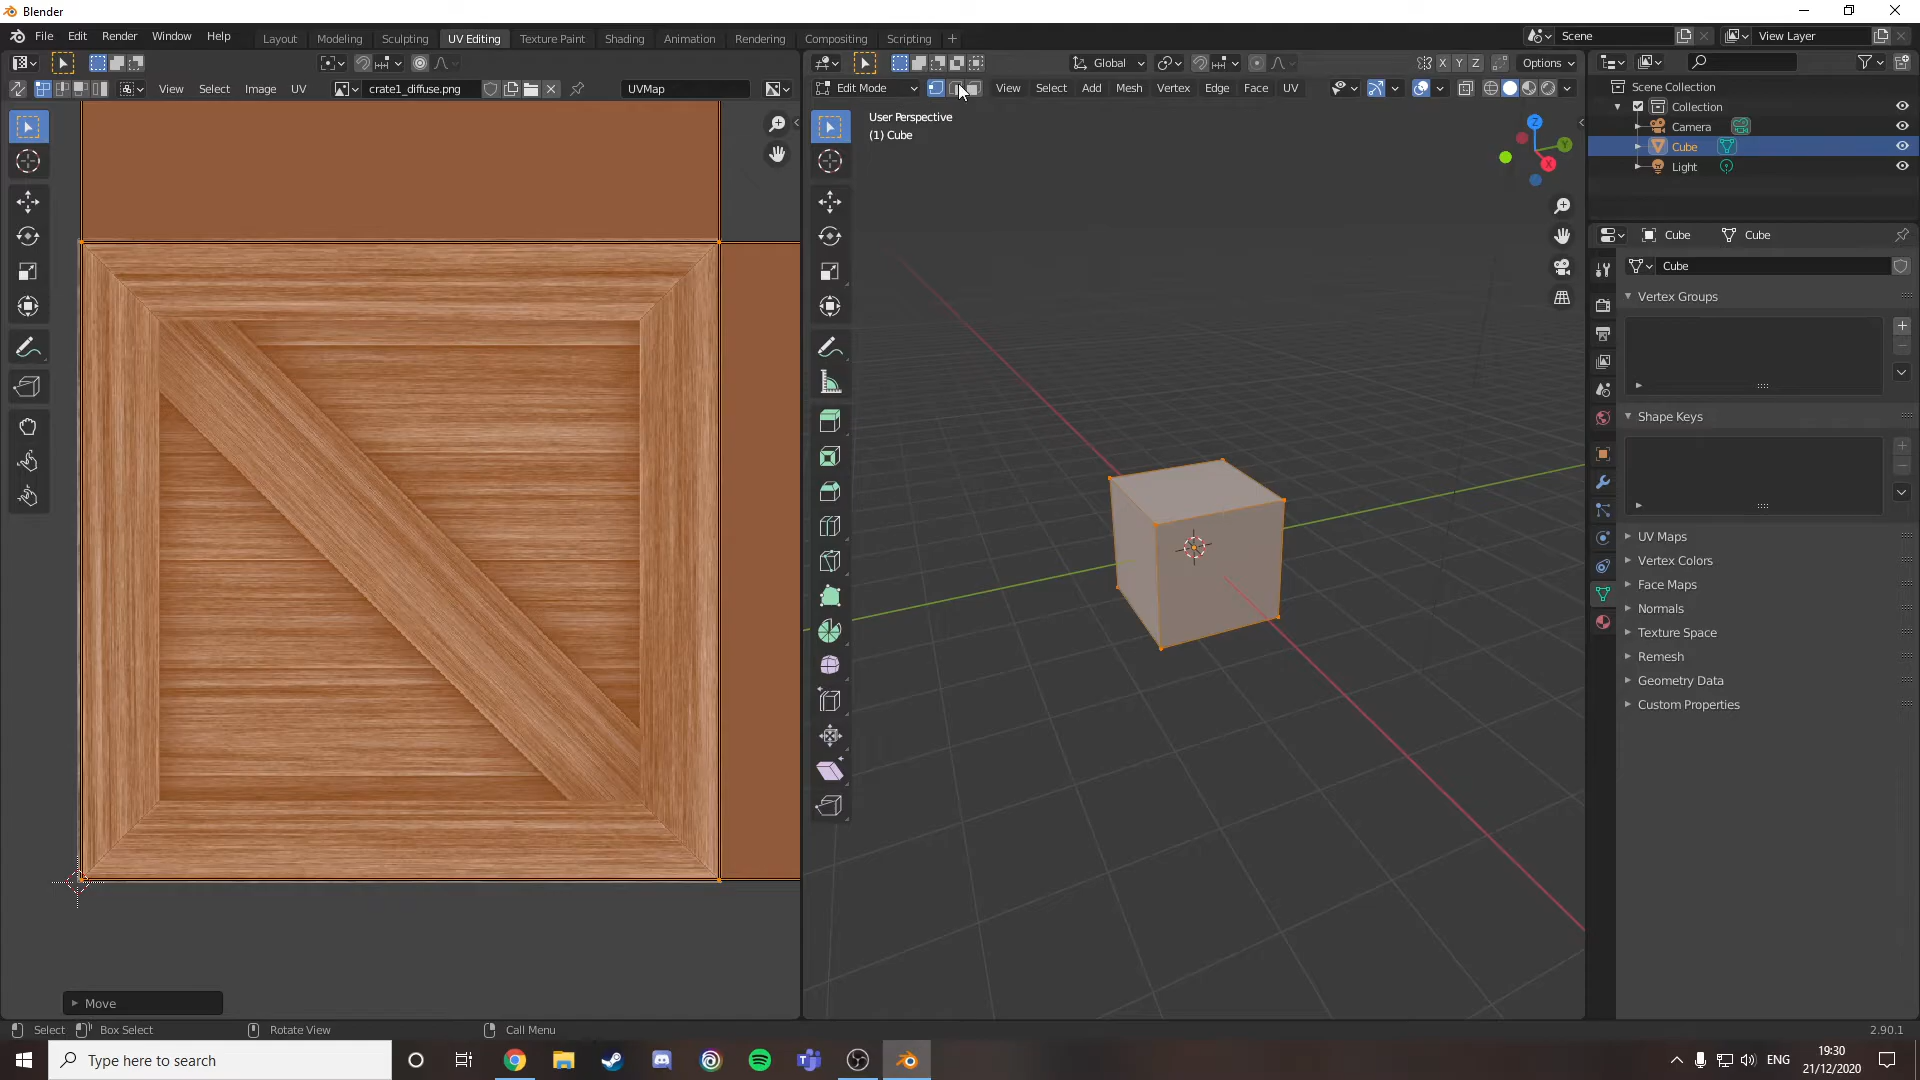 Blender
File Edit Render Window Help Layout Modeling Sculpting UV Editing Texture Paint Shading Animation Rendering Compositing Scripting + Scene View Layer
Global X Y Z Options
View Select Image UV crate1_diffuse.png UVMap Edit Mode View Select Add Mesh Vertex Edge Face UV
Scene Collection
Collection
Camera
Cube
Light
User Perspective
(1) Cube
Z
Y
X
Cube Cube
Cube
Vertex Groups
Shape Keys
UV Maps
Vertex Colors
Face Maps
Normals
Texture Space
Remesh
Geometry Data
Custom Properties
Move
Select Box Select Rotate View Call Menu 2.90.1
Type here to search
ENG
19:30
21/12/2020